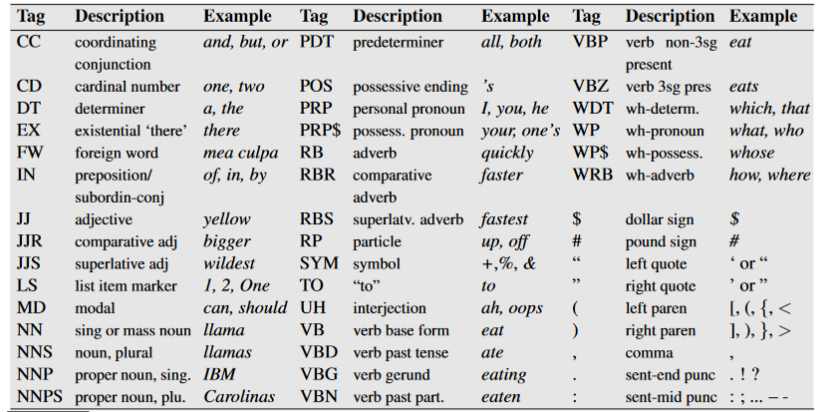 Tag Description Example Tag Description Example Tag Description Example
CC coordinating conjunction and, but, or PDT predeterminer all, both VBP verb non-3sg present eat
CD cardinal number one, two POS possessive ending 's VBZ verb 3sg pres eats
DT determiner a, the PRP personal pronoun I, you, he WDT wh-determ. which, that
EX existential ‘there’ there PRP$ possess. pronoun your, one's WP wh-pronoun what, who
FW foreign word mea culpa RB adverb quickly WP$ wh-possess. whose
IN preposition/ subordin-conj of, in, by RBR comparative adverb faster WRB wh-adverb how, where
JJ adjective yellow RBS superlatv. adverb fastest $ dollar sign $
JJR comparative adj bigger RP particle up, off # pound sign #
JJS superlative adj wildest SYM symbol +,%, & “ left quote ‘ or “
LS list item marker 1, 2, One TO “to” to ” right quote ’ or ”
MD modal can, should UH interjection ah, oops ( left paren [, (, {, <
NN sing or mass noun llama VB verb base form eat ) right paren ], ), }, >
NNS noun, plural llamas VBD verb past tense ate , comma ,
NNP proper noun, sing. IBM VBG verb gerund eating . sent-end punc . ! ?
NNPS proper noun, plu. Carolinas VBN verb past part. eaten : sent-mid punc : ; ... – -